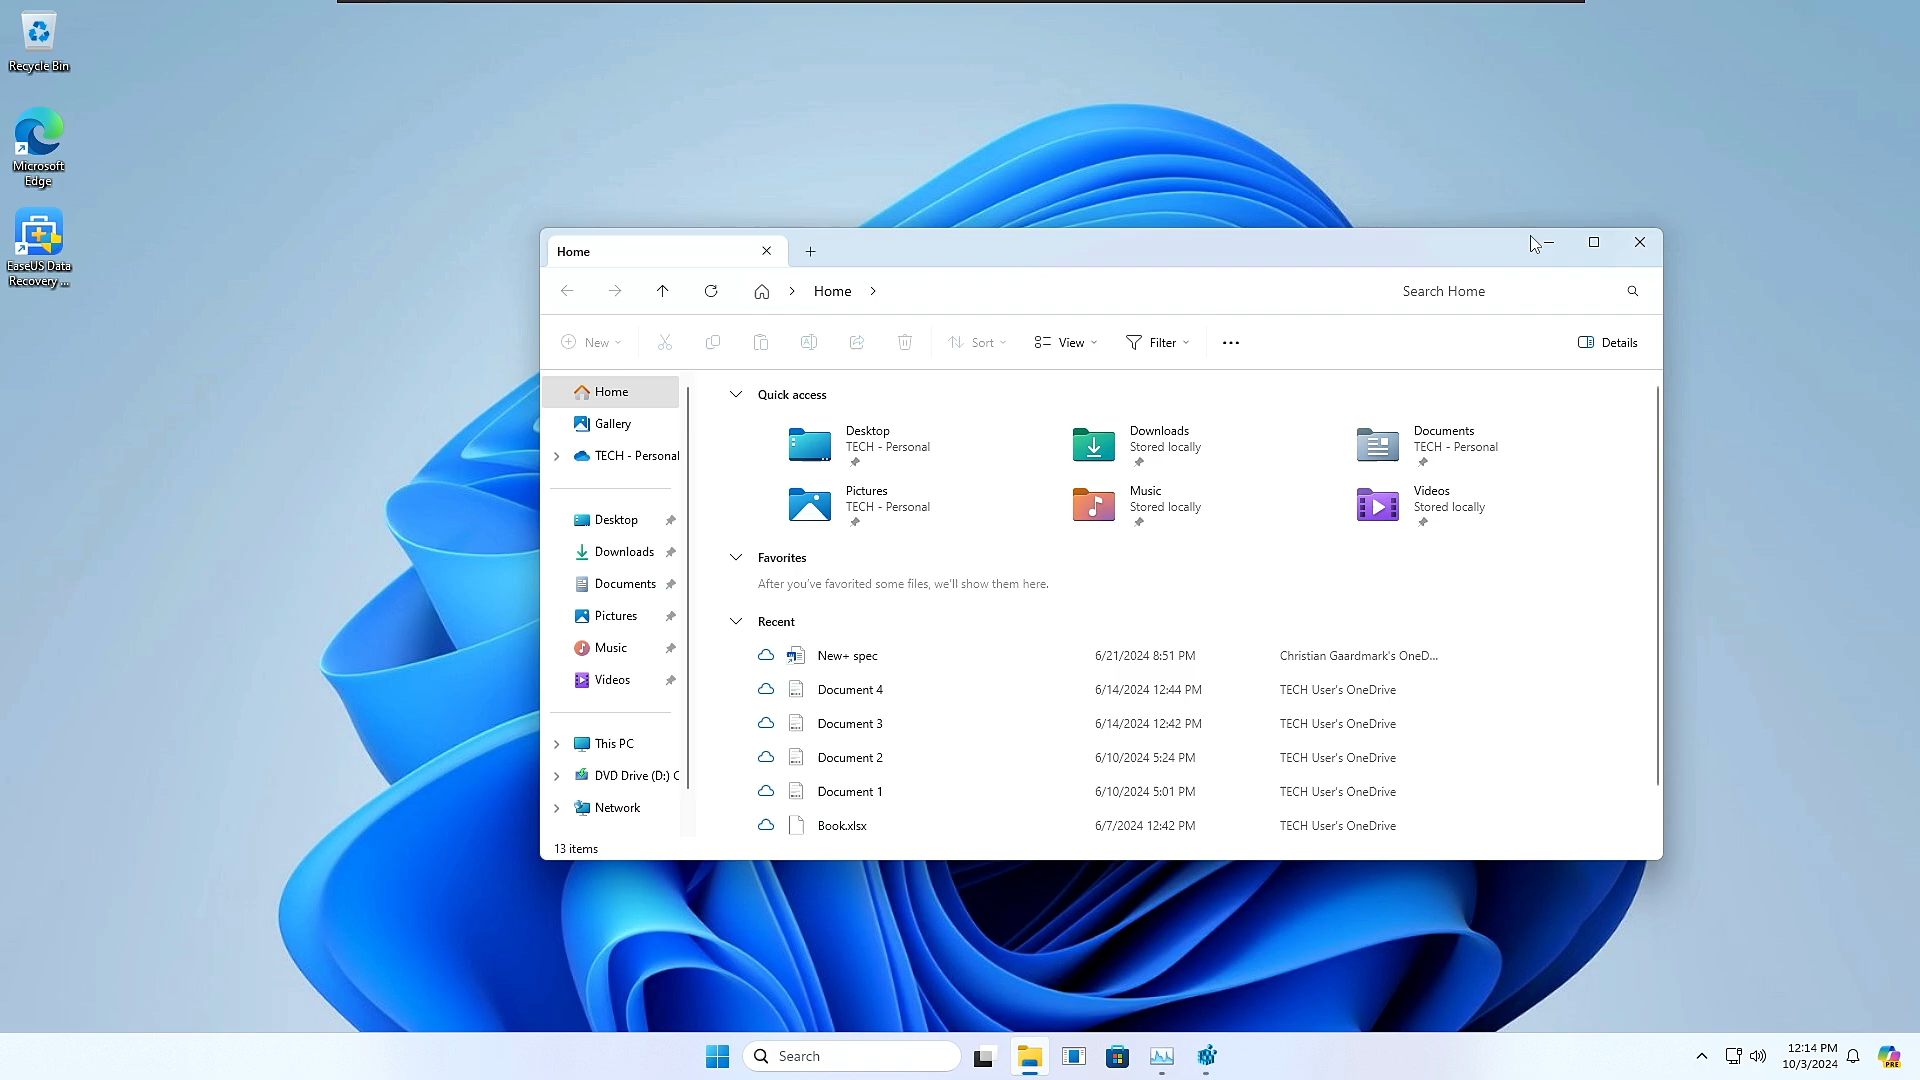 Recycle Bin
Microsoft
Edge
EaseUS Data
Recovery ...
Home
Home
Search Home
New
Sort
View
Filter
Details
Home
Gallery
TECH - Personal
Desktop
Downloads
Documents
Pictures
Music
Videos
This PC
DVD Drive (D:) C
Network
13 items
Quick access
Desktop
TECH - Personal
Downloads
Stored locally
Documents
TECH - Personal
Pictures
TECH - Personal
Music
Stored locally
Videos
Stored locally
Favorites
After you've favorited some files, we'll show them here.
Recent
New+ spec 6/21/2024 8:51 PM Christian Gaardmark's OneD...
Document 4 6/14/2024 12:44 PM TECH User's OneDrive
Document 3 6/14/2024 12:42 PM TECH User's OneDrive
Document 2 6/10/2024 5:24 PM TECH User's OneDrive
Document 1 6/10/2024 5:01 PM TECH User's OneDrive
Book.xlsx 6/7/2024 12:42 PM TECH User's OneDrive
Search
12:14 PM
10/3/2024
PRE